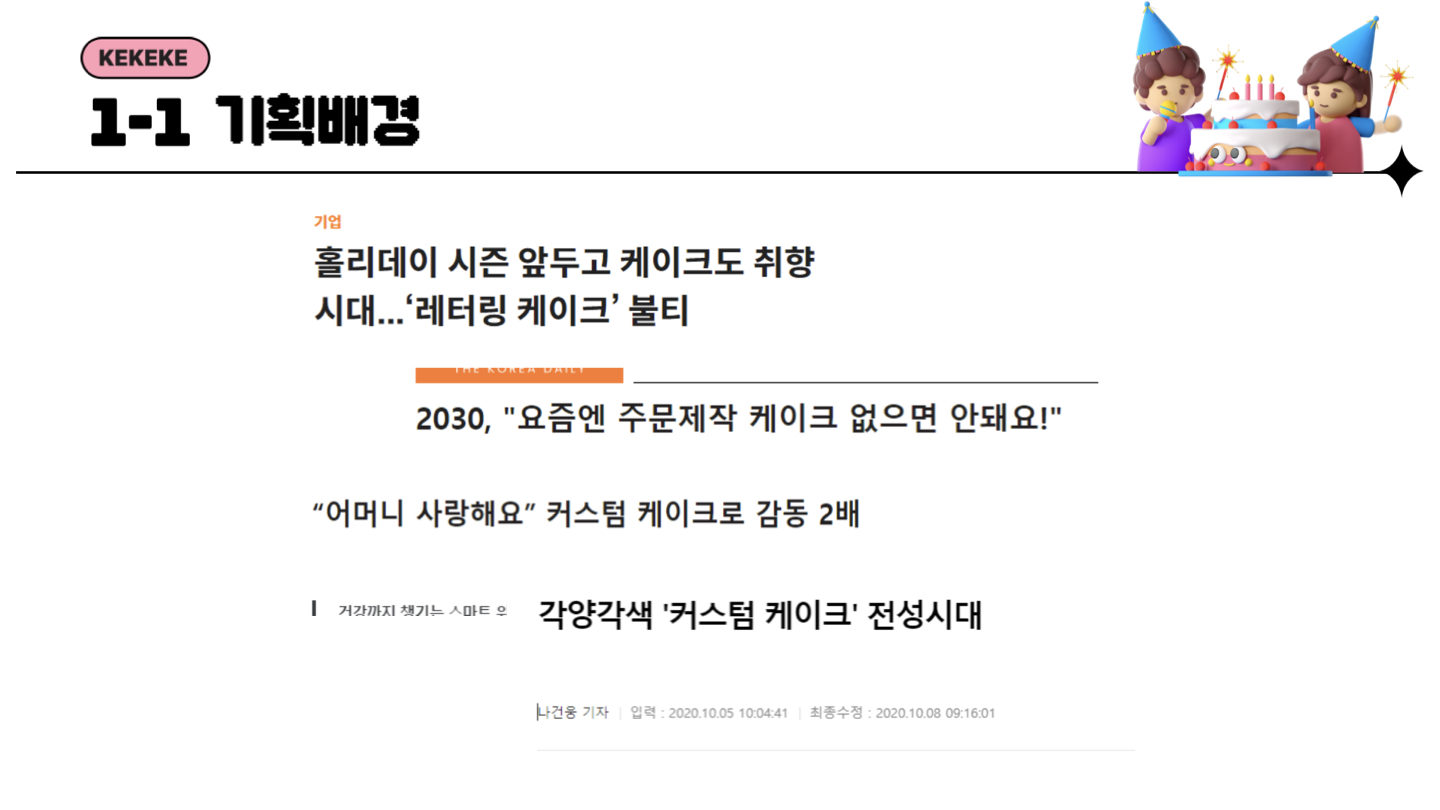 KEKEKE
1-1 기획배경
기업
홀리데이 시즌 앞두고 케이크도 취향
시대...‘레터링 케이크’ 불티
THE KOREA DAILY
2030, "요즘엔 주문제작 케이크 없으면 안돼요!"
“어머니 사랑해요” 커스텀 케이크로 감동 2배
건강까지 챙기는 스마트
각양각색 '커스텀 케이크' 전성시대
나건웅 기자 | 입력 : 2020.10.05 10:04:41 | 최종수정 : 2020.10.08 09:16:01